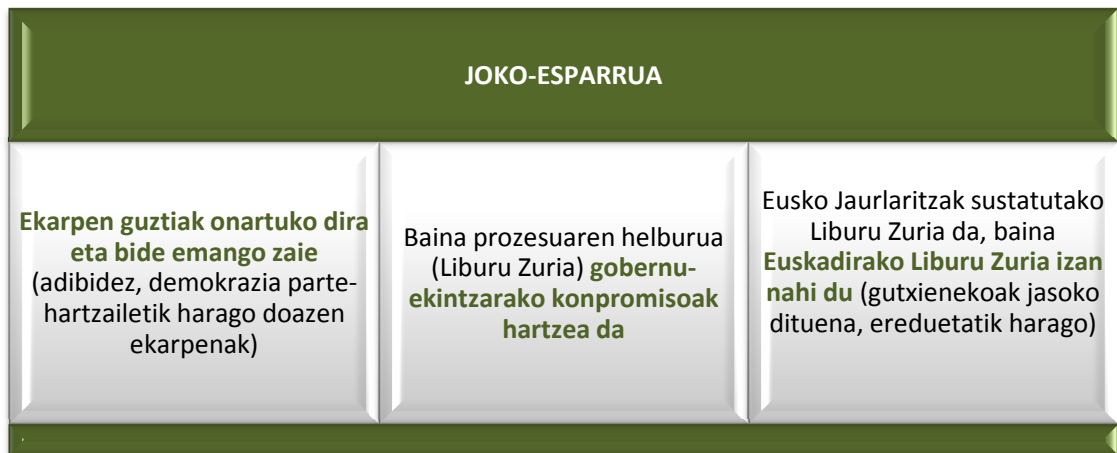 JOKO-ESPARRUA
Ekarpen guztiak onartuko dira
eta bide emango zaie
(adibidez, demokrazia parte-
hartzailetik harago doazen
ekarpenak)
Baina prozesuaren helburua
(Liburu Zuria) gobernu-
ekintzarako konpromisoak
hartzea da
Eusko Jaurlaritzak sustatutako
Liburu Zuria da, baina
Euskadirako Liburu Zuria izan
nahi du (gutxienekoak jasoko
dituena, ereduetatik harago)